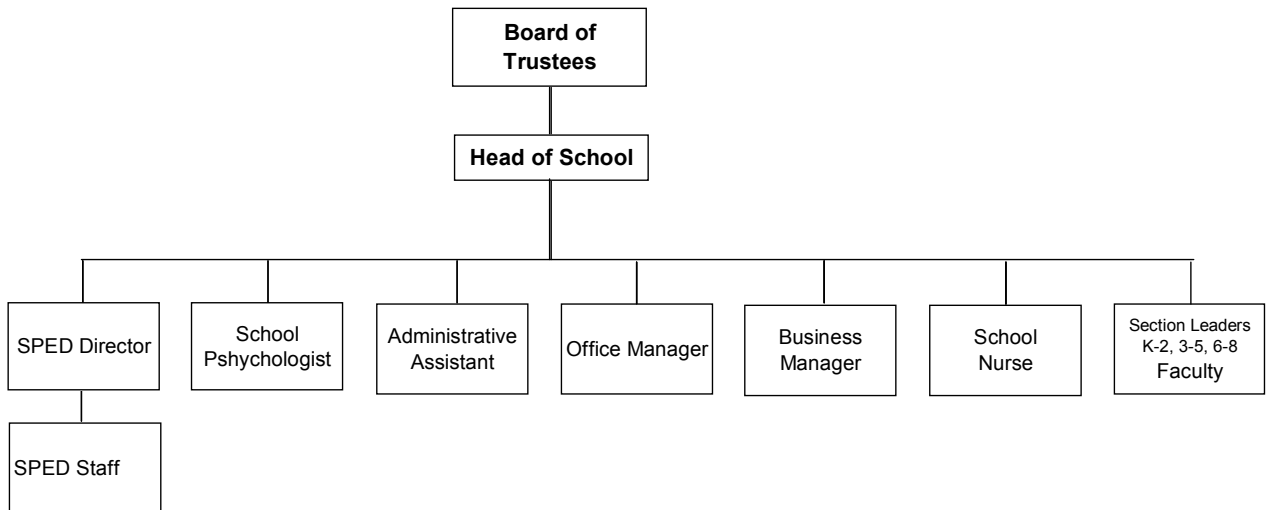 Board of
Trustees
Head of School
SPED Director
School
Pshychologist
Administrative
Assistant
Office Manager
Business
Manager
School
Nurse
Section Leaders
K-2, 3-5, 6-8
Faculty
SPED Staff